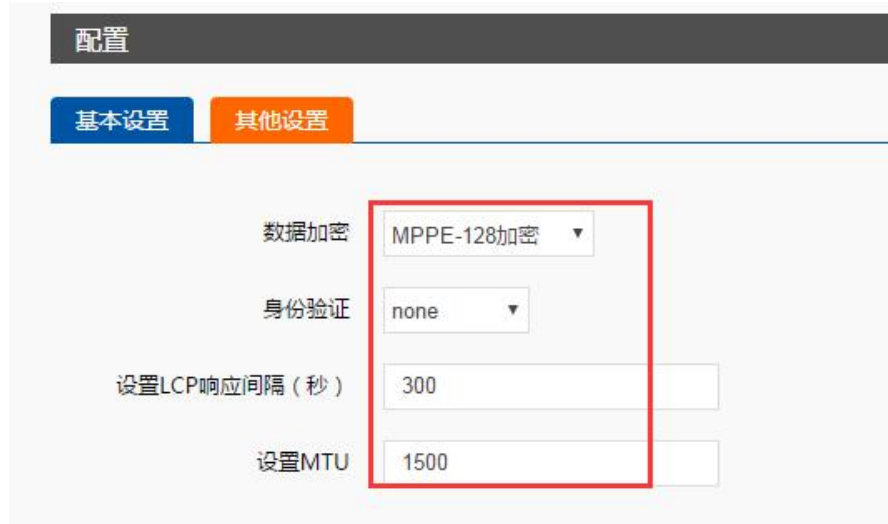 配置
基本设置 其他设置
数据加密 MPPE-128加密
身份验证 none
设置LCP响应间隔（秒） 300
设置MTU 1500